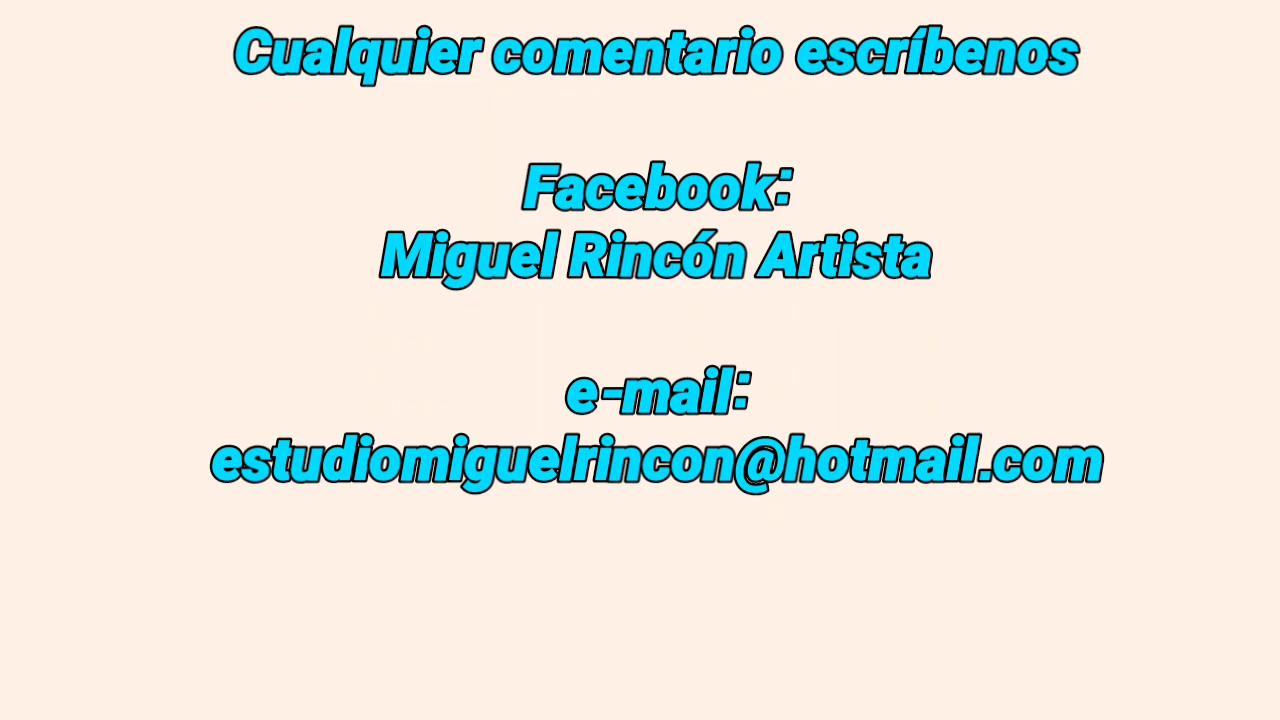 Cualquier comentario escríbenos
Facebook:
Miguel Rincón Artista
e-mail:
estudiomiguelrincon@hotmail.com